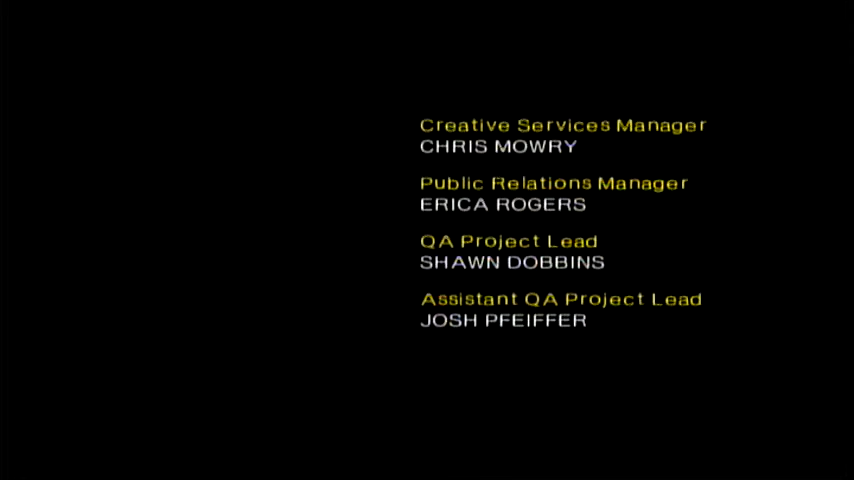 Creative Services Manager
CHRIS MOWRY
Public Relations Manager
ERICA ROGERS
QA Project Lead
SHAWN DOBBINS
Assistant QA Project Lead
JOSH PFEIFFER